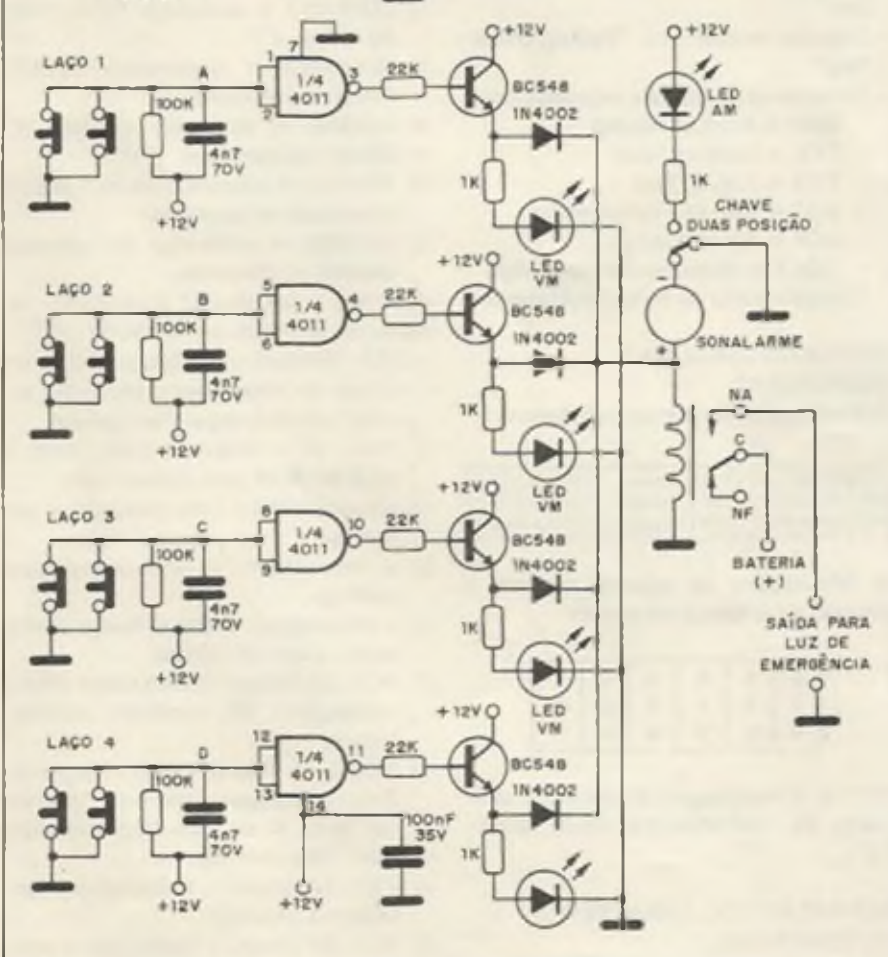 +12V
+12V
LAÇO 1
A
1
2
7
1/4
4011
3
22K
BC548
1N4002
100K
4n7
70V
+12V
1K
LED
VM
LED
AM
1K
CHAVE
DUAS POSIÇÃO
-
SONALARME
+
LAÇO 2
B
5
6
1/4
4011
4
22K
+12V
BC548
1N4002
100K
4n7
70V
+12V
1K
LED
VM
NA
C
NF
BATERIA
(+)
SAÍDA PARA
LUZ DE
EMERGÊNCIA
LAÇO 3
C
8
9
1/4
4011
10
22K
+12V
BC548
1N4002
100K
4n7
70V
+12V
1K
LED
VM
LAÇO 4
D
12
13
14
1/4
4011
11
22K
+12V
BC548
1N4002
100K
4n7
70V
+12V
+12V
100nF
35V
1K